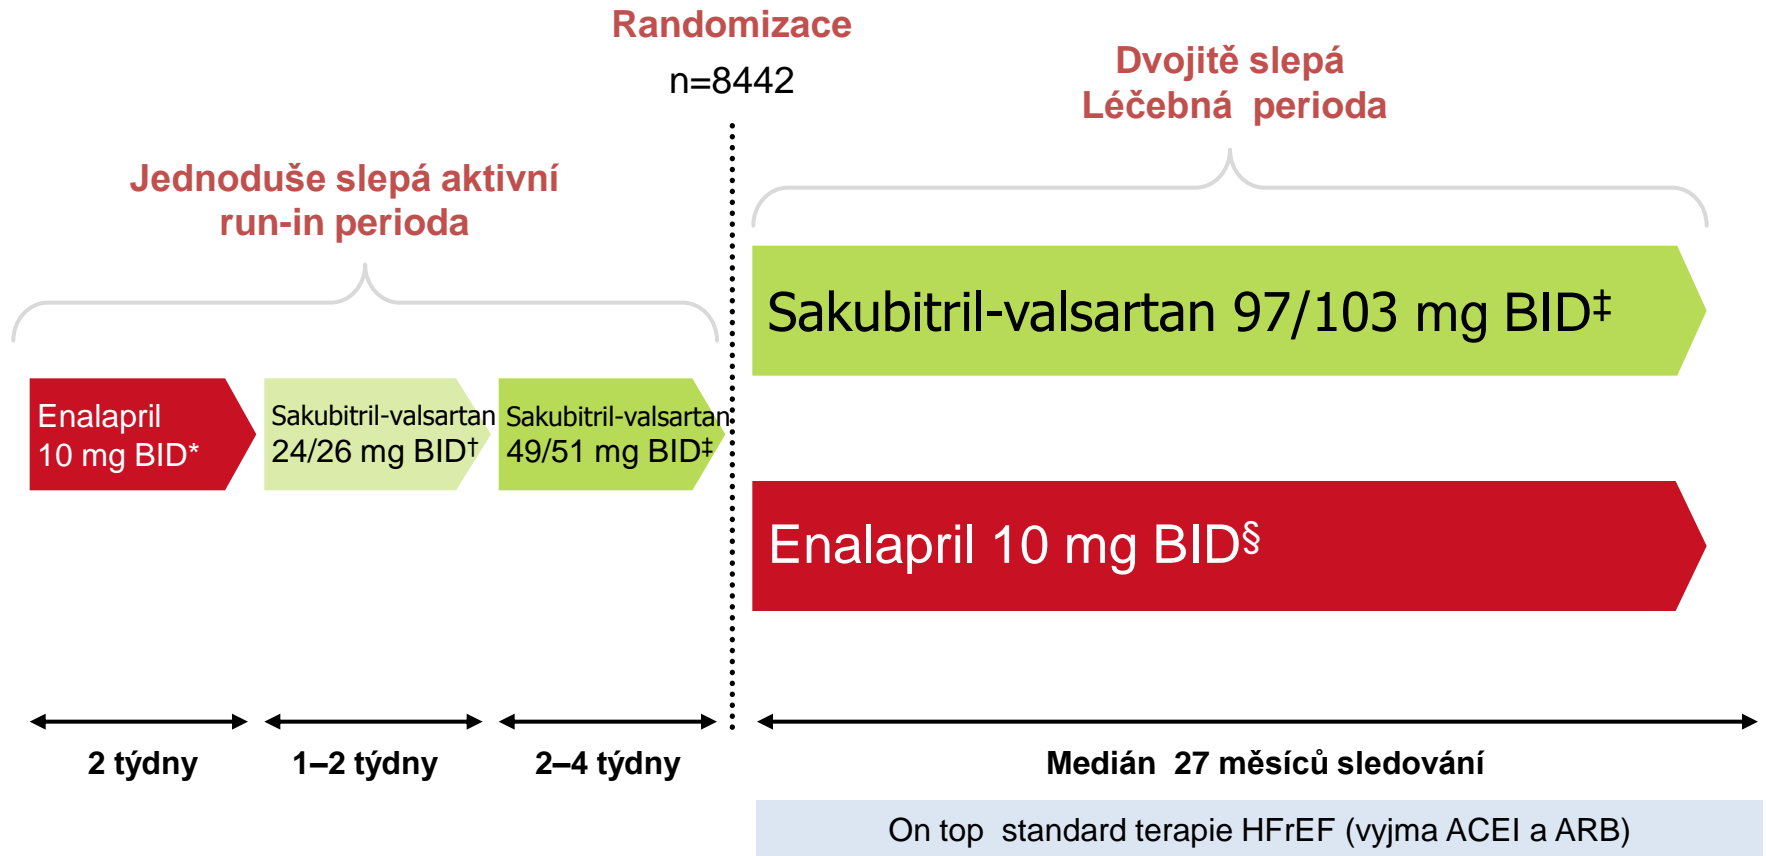 Randomizace
n=8442
Dvojitě slepá
Léčebná perioda
Jednoduše slepá aktivní
run-in perioda
Sakubitril-valsartan 97/103 mg BID‡
Enalapril
10 mg BID*
Sakubitril-valsartan
24/26 mg BID†
Sakubitril-valsartan
49/51 mg BID‡
Enalapril 10 mg BID§
2 týdny
1–2 týdny
2–4 týdny
Medián 27 měsíců sledování
On top standard terapie HFrEF (vyjma ACEI a ARB)